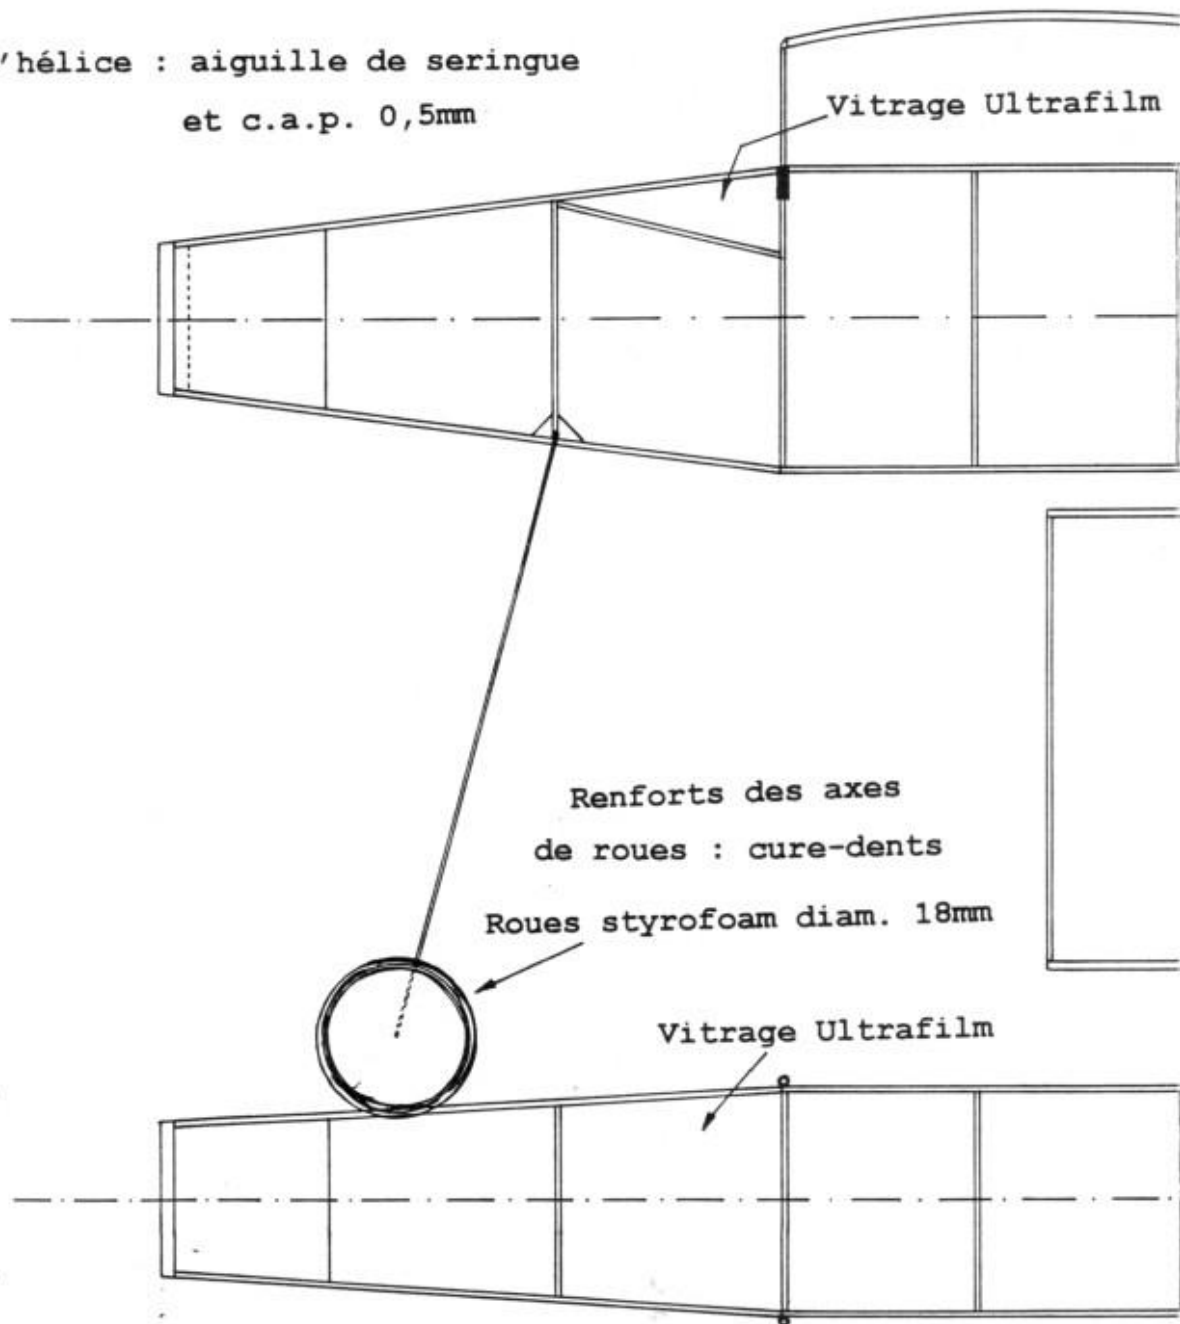 'hélice : aiguille de seringue
et c.a.p. 0,5mm
Vitrage Ultrafilm
Renforts des axes
de roues : cure-dents
Roues styrofoam diam. 18mm
Vitrage Ultrafilm